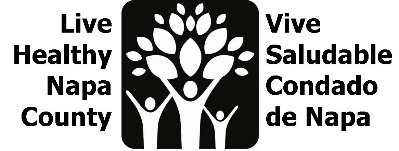 Live
Healthy
Napa
County
Vive
Saludable
Condado
de Napa